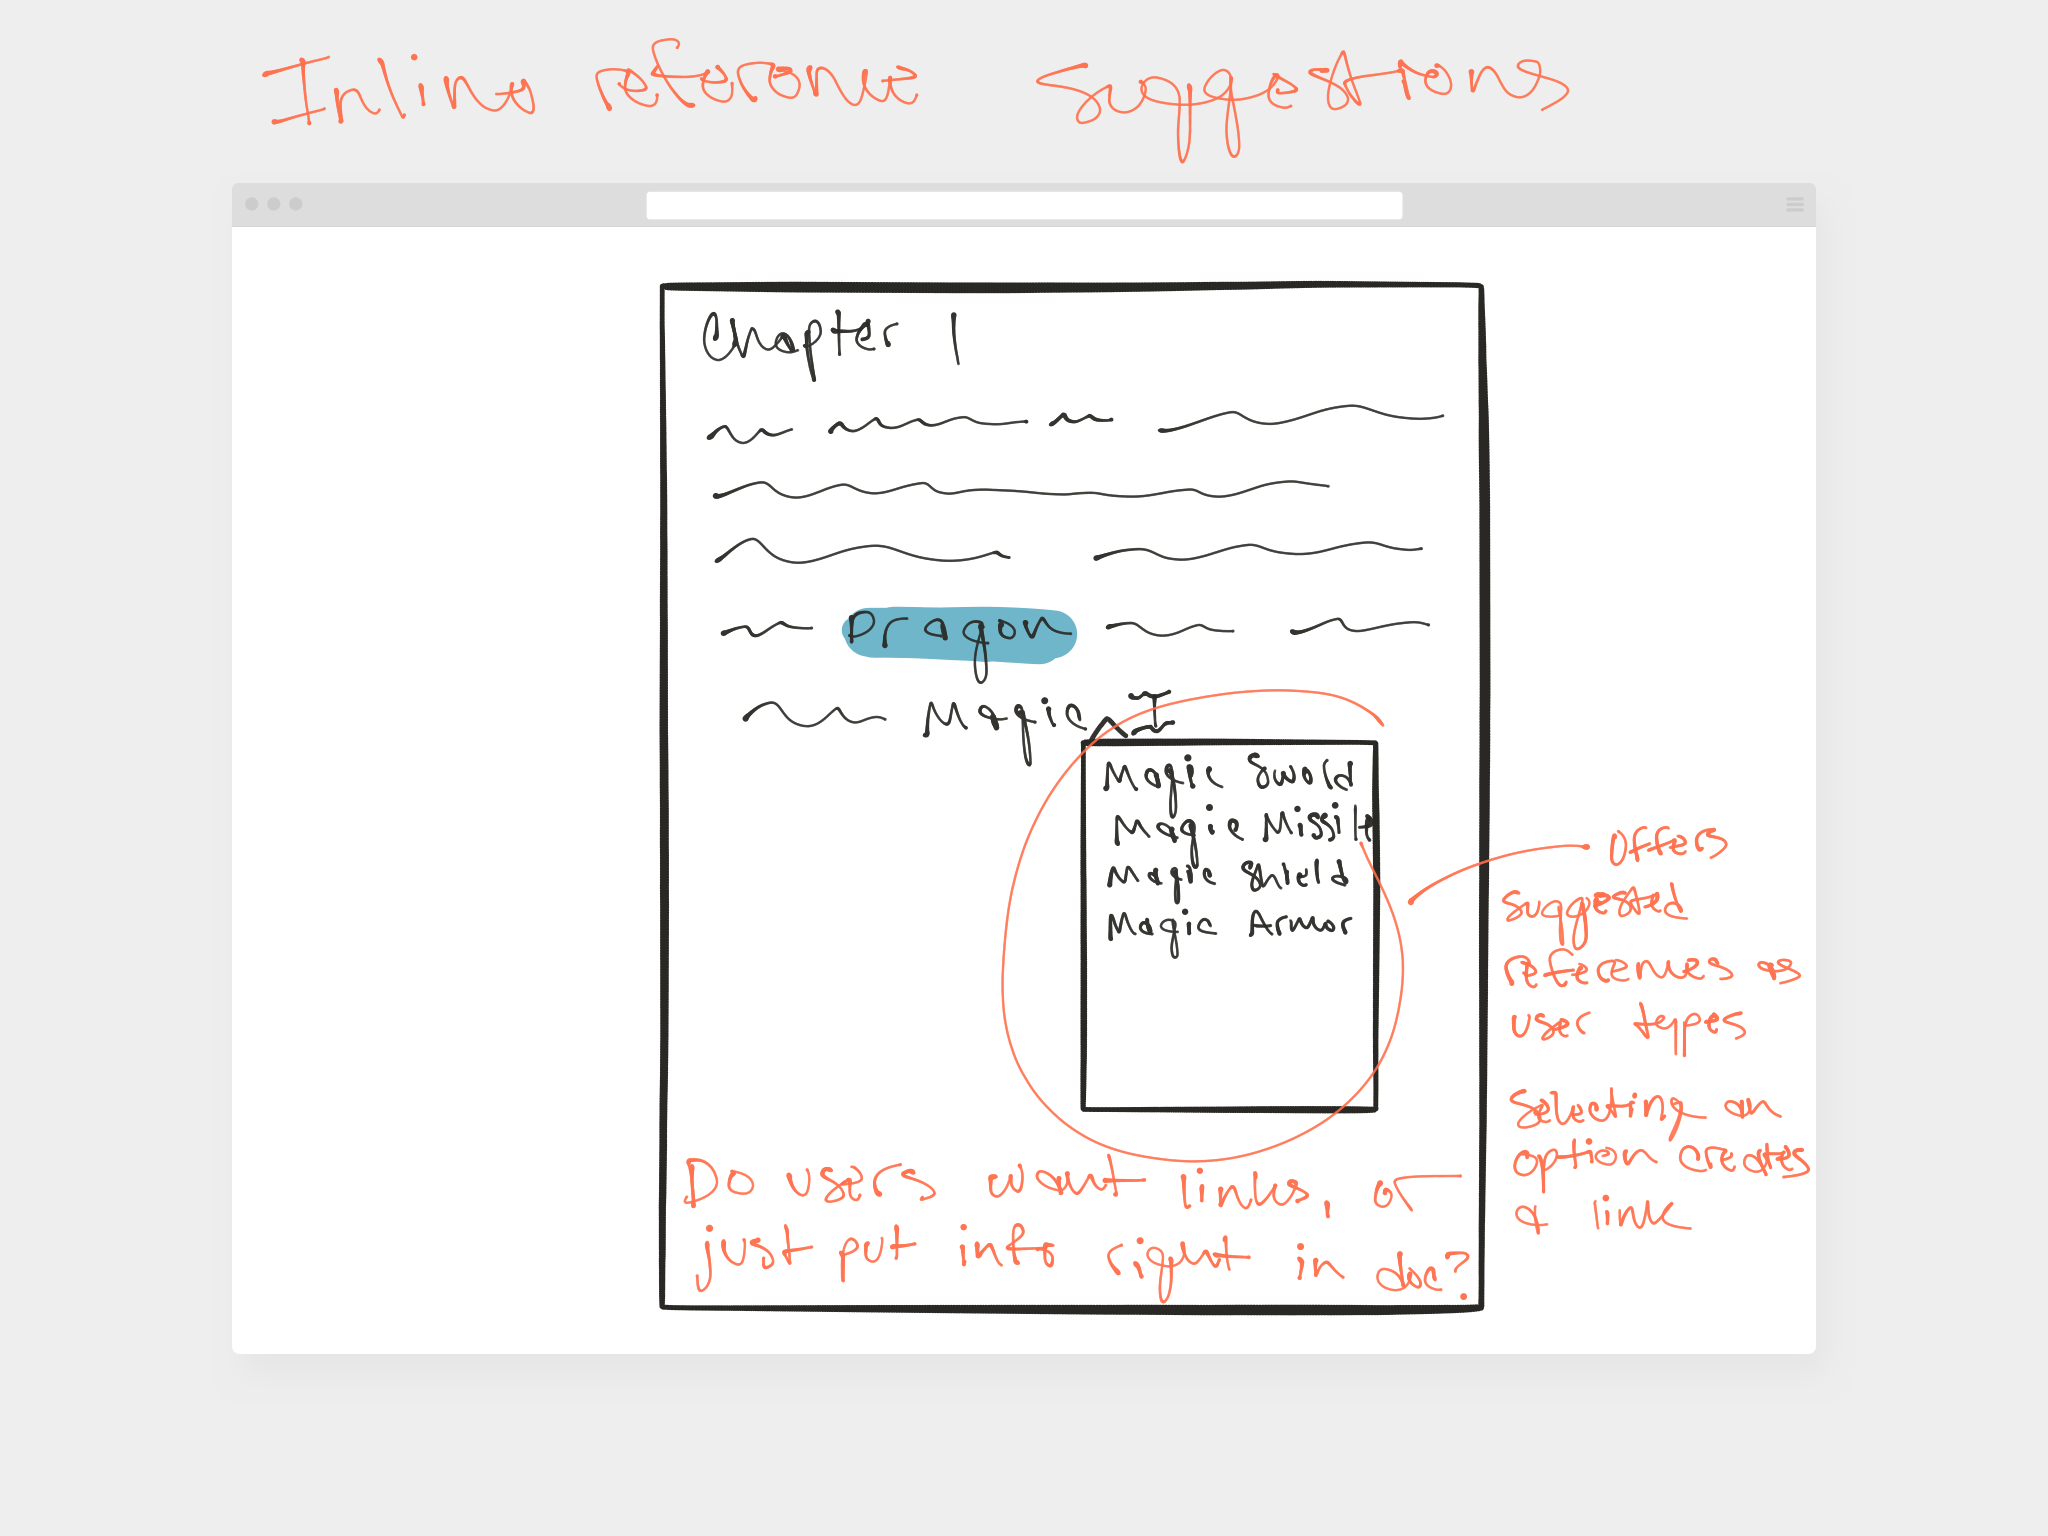 Inline reference suggestions
Chapter 1
Dragon
Magic
Magic Sword
Magic Missile
Magic Shield
Magic Armor
Offers
suggested
references as
user types
Selecting an
option creates
a link
Do users want links, or
just put info right in doc?